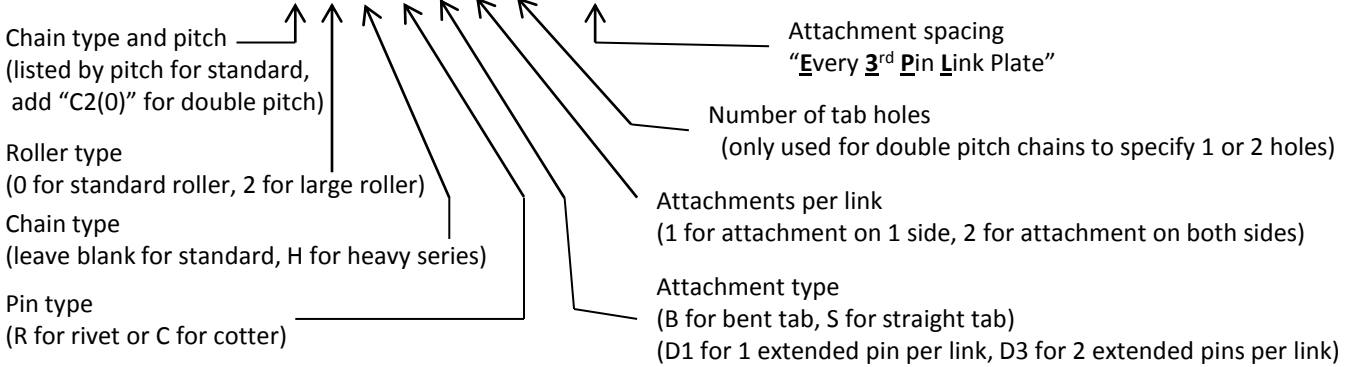 Chain type and pitch
(listed by pitch for standard,
add “C2(0)” for double pitch)
Roller type
(0 for standard roller, 2 for large roller)
Chain type
(leave blank for standard, H for heavy series)
Pin type
(R for rivet or C for cotter)
Attachment spacing
“Every 3rd Pin Link Plate”
Number of tab holes
(only used for double pitch chains to specify 1 or 2 holes)
Attachments per link
(1 for attachment on 1 side, 2 for attachment on both sides)
Attachment type
(B for bent tab, S for straight tab)
(D1 for 1 extended pin per link, D3 for 2 extended pins per link)